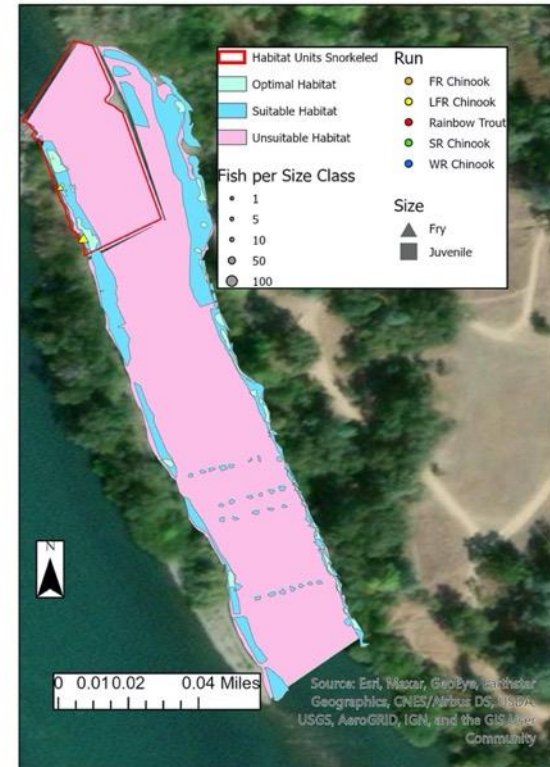 Habitat Units Snorkeled
Optimal Habitat
Suitable Habitat
Unsuitable Habitat
Fish per Size Class
1
5
10
50
100
Run
FR Chinook
LFR Chinook
Rainbow Trout
SR Chinook
WR Chinook
Size
Fry
Juvenile
N
0 0.01 0.02 0.04 Miles
Source: Esri, Maxar, GeoEye, Earthstar
Geographics, CNES/Airbus DS, USDA,
USGS, AeroGRID, IGN, and the GIS User
Community